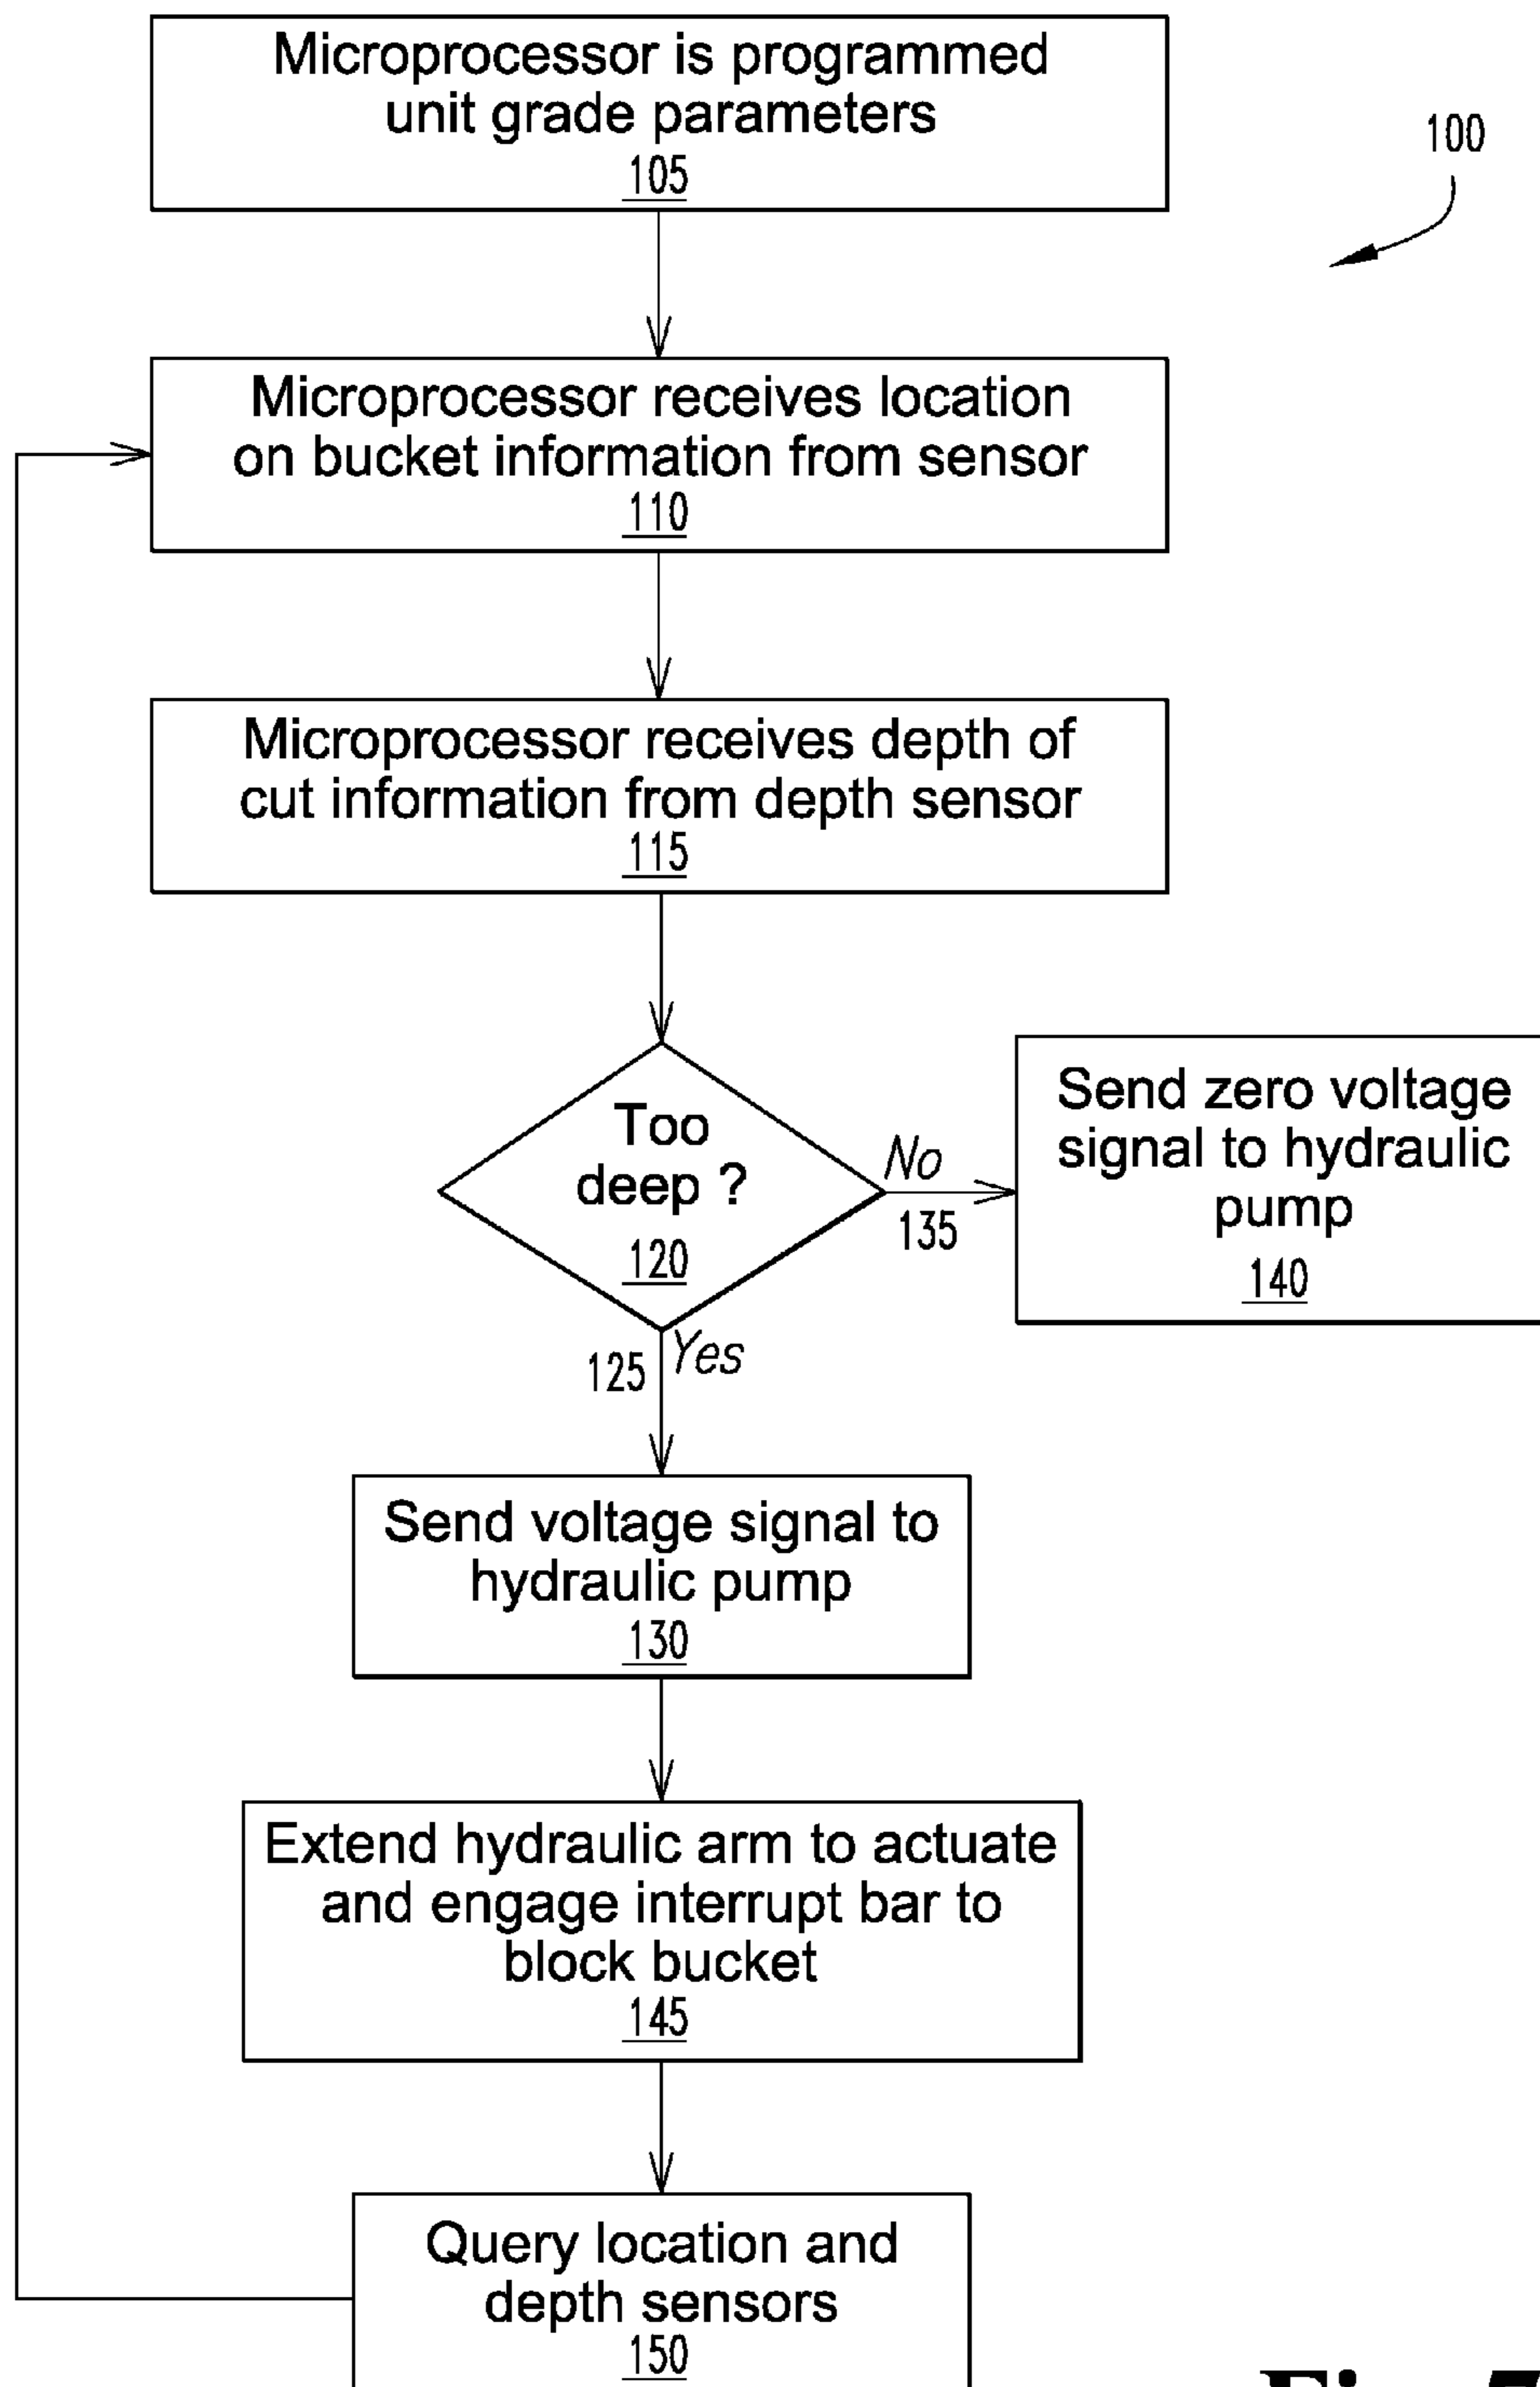 Microprocessor is programmed
unit grade parameters
105
100
Microprocessor receives location
on bucket information from sensor
110
Microprocessor receives depth of
cut information from depth sensor
115
Too
deep ?
120
No
135
Send zero voltage
signal to hydraulic
pump
140
125
Yes
Send voltage signal to
hydraulic pump
130
Extend hydraulic arm to actuate
and engage interrupt bar to
block bucket
145
Query location and
depth sensors
150